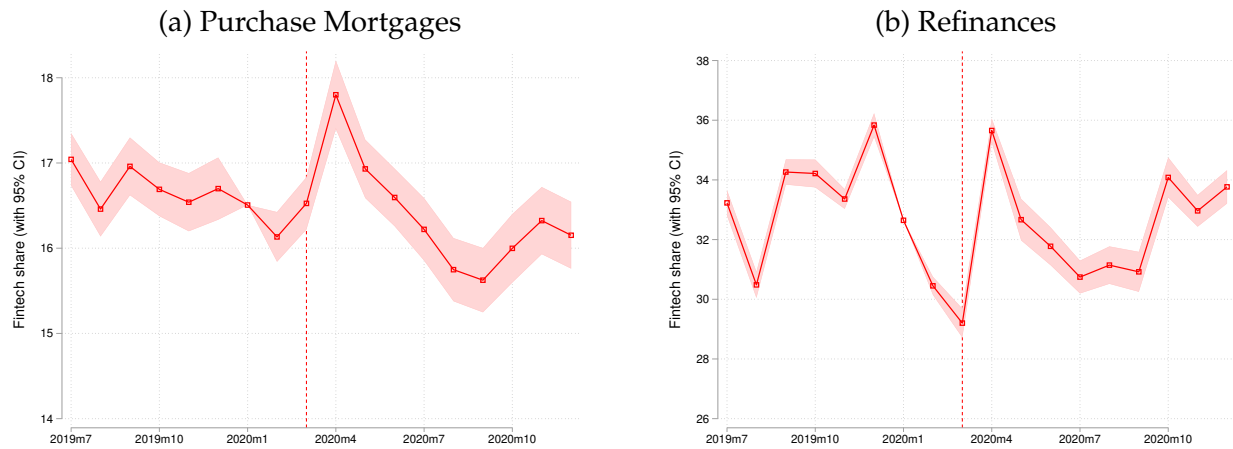 (a) Purchase Mortgages
Fintech share (with 95% CI)
18
17
16
15
14
2019m7 2019m10 2020m1 2020m4 2020m7 2020m10
(b) Refinances
Fintech share (with 95% CI)
38
36
34
32
30
28
26
2019m7 2019m10 2020m1 2020m4 2020m7 2020m10